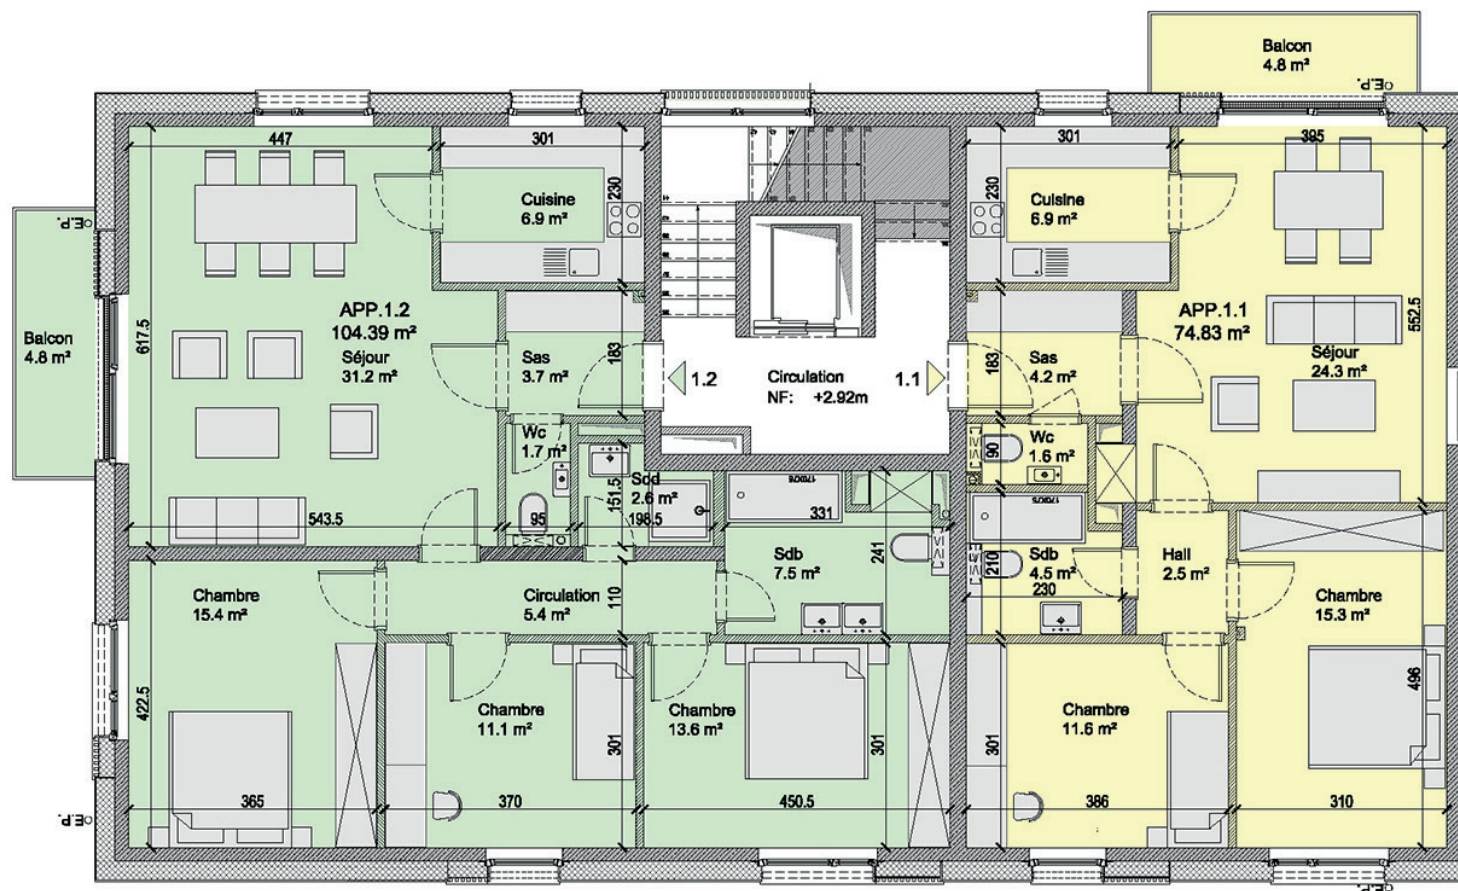 Balcon
4.8 m²
E.P.
447
301
301
395
Cuisine
6.9 m²
230
Cuisine
6.9 m²
230
E.P.
Balcon
4.8 m²
617.5
APP.1.2
104.39 m²
Séjour
31.2 m²
Sas
3.7 m²
183
1.2
Circulation
NF: +2.92m
1.1
Sas
4.2 m²
183
APP.1.1
74.83 m²
Séjour
24.3 m²
552.5
Wc
1.7 m²
Sdd
2.6 m²
151.5
543.5
95
198.5
170X75
331
Sdb
7.5 m²
241
Wc
1.6 m²
90
170X75
Sdb
4.5 m²
210
230
Hall
2.5 m²
Chambre
15.4 m²
Circulation
5.4 m²
110
Chambre
15.3 m²
422.5
Chambre
11.1 m²
301
Chambre
13.6 m²
301
301
Chambre
11.6 m²
496
365
370
450.5
386
310
E.P.
E.P.